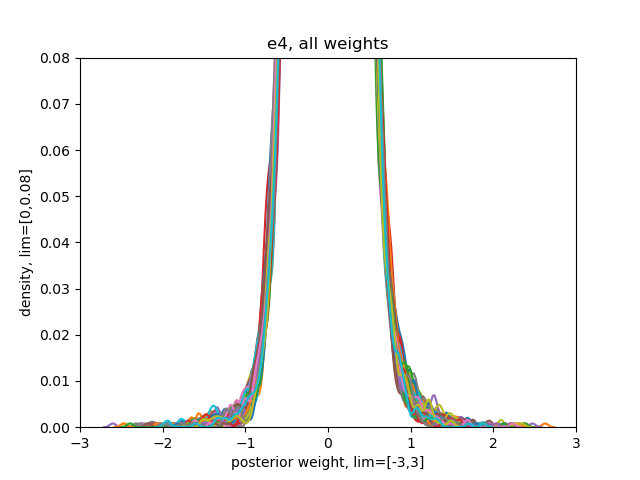 e4, all weights
0.08
0.07
0.06
0.05
0.04
0.03
0.02
0.01
0.00
density, lim=[0,0.08]
−3 −2 −1 0 1 2 3
posterior weight, lim=[-3,3]